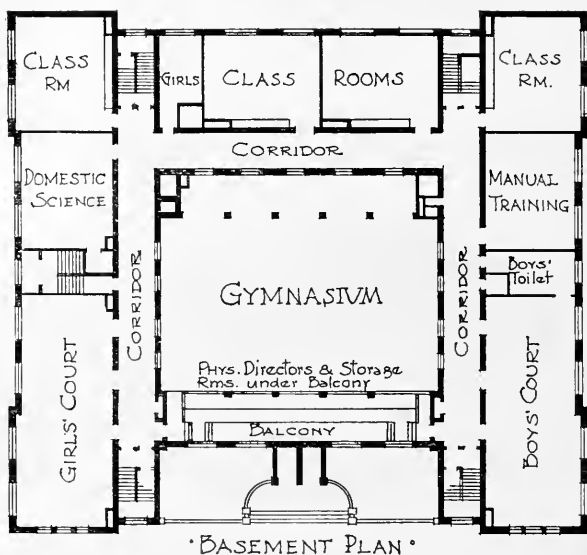 CLASS
RM
GIRLS
CLASS
ROOMS
CLASS
RM.
CORRIDOR
DOMESTIC
SCIENCE
MANUAL
TRAINING
BOYS'
TOILET
GYMNASIUM
CORRIDOR
CORRIDOR
PHYS. DIRECTORS & STORAGE
RMS. UNDER BALCONY
GIRLS' COURT
BALCONY
BOYS' COURT
·BASEMENT PLAN·